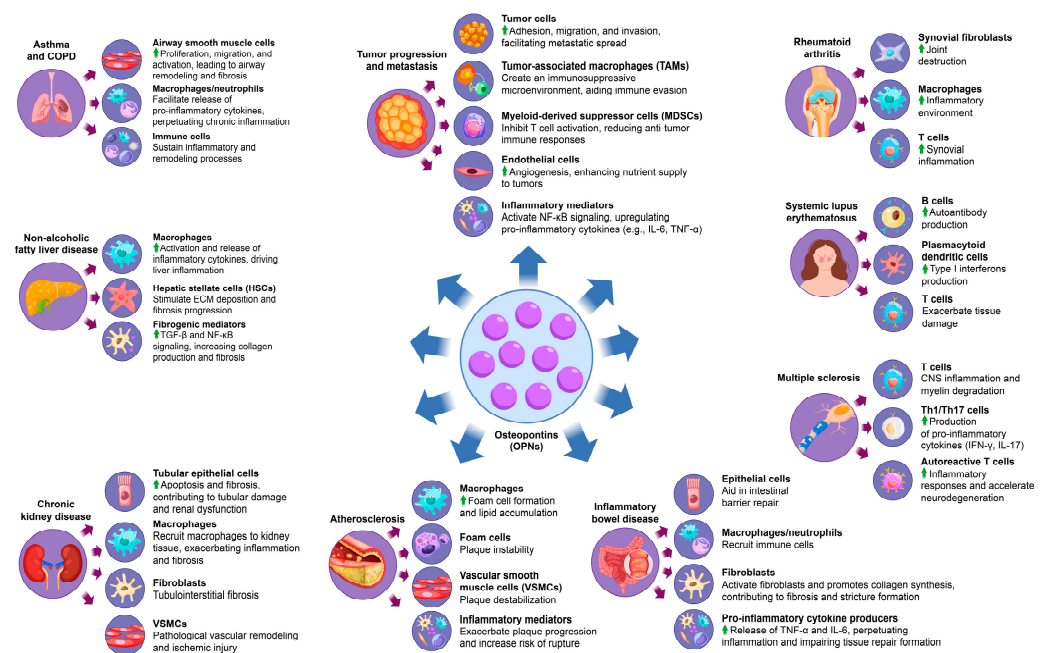 Asthma
and COPD
Airway smooth muscle cells
Proliferation, migration, and
activation, leading to airway
remodeling and fibrosis
Macrophages/neutrophils
Facilitate release of
pro-inflammatory cytokines,
perpetuating chronic inflammation
Immune cells
Sustain inflammatory and
remodeling processes
Tumor progression
and metastasis
Tumor cells
Adhesion, migration, and invasion,
facilitating metastatic spread
Tumor-associated macrophages (TAMs)
Create an immunosuppressive
microenvironment, aiding immune evasion
Myeloid-derived suppressor cells (MDSCs)
Inhibit T cell activation, reducing anti tumor
immune responses
Endothelial cells
Angiogenesis, enhancing nutrient supply
to tumors
Inflammatory mediators
Activate NF-κB signaling, upregulating
pro-inflammatory cytokines (e.g., IL-6, TNF-α)
Rheumatoid
arthritis
Synovial fibroblasts
Joint
destruction
Macrophages
Inflammatory
environment
T cells
Synovial
inflammation
Non-alcoholic
fatty liver disease
Macrophages
Activation and release of
inflammatory cytokines, driving
liver inflammation
Hepatic stellate cells (HSCs)
Stimulate ECM deposition and
fibrosis progression
Fibrogenic mediators
TGF-β and NF-κB
signaling, increasing collagen
production and fibrosis
Systemic lupus
erythematosus
B cells
Autoantibody
production
Plasmacytoid
dendritic cells
Type I interferons
production
T cells
Exacerbate tissue
damage
Osteopontins
(OPNs)
Multiple sclerosis
T cells
CNS inflammation and
myelin degradation
Th1/Th17 cells
Production
of pro-inflammatory
cytokines (IFN-γ, IL-17)
Autoreactive T cells
Inflammatory
responses and accelerate
neurodegeneration
Chronic
kidney disease
Tubular epithelial cells
Apoptosis and fibrosis,
contributing to tubular damage
and renal dysfunction
Macrophages
Recruit macrophages to kidney
tissue, exacerbating inflammation
and fibrosis
Fibroblasts
Tubulointerstitial fibrosis
VSMCs
Pathological vascular remodeling
and ischemic injury
Atherosclerosis
Macrophages
Foam cell formation
and lipid accumulation
Foam cells
Plaque instability
Vascular smooth
muscle cells (VSMCs)
Plaque destabilization
Inflammatory mediators
Exacerbate plaque progression
and increase risk of rupture
Inflammatory
bowel disease
Epithelial cells
Aid in intestinal
barrier repair
Macrophages/neutrophils
Recruit immune cells
Fibroblasts
Activate fibroblasts and promotes collagen synthesis,
contributing to fibrosis and stricture formation
Pro-inflammatory cytokine producers
Release of TNF-α and IL-6, perpetuating
inflammation and impairing tissue repair formation